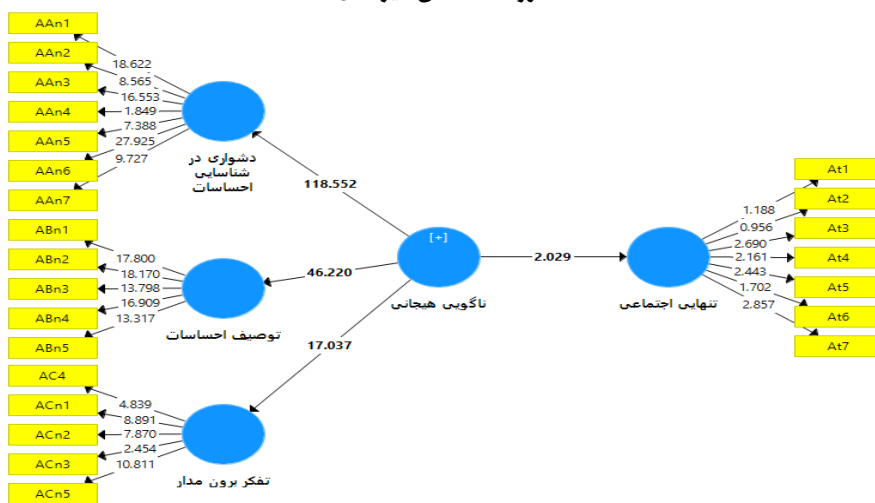 AAn1
AAn2
AAn3
AAn4
AAn5
AAn6
AAn7
18.622
8.565
16.553
1.849
7.388
27.925
9.727
دشواری در
شناسایی
احساسات
118.552
ABn1
ABn2
ABn3
ABn4
ABn5
17.800
18.170
13.798
16.909
13.317
توصیف احساسات
46.220
[+]
ناگویی هیجانی
2.029
تنهایی اجتماعی
1.188
0.956
2.690
2.161
2.443
1.702
2.857
At1
At2
At3
At4
At5
At6
At7
17.037
AC4
ACn1
ACn2
ACn3
ACn5
4.839
8.891
7.870
2.454
10.811
تفکر برون مدار